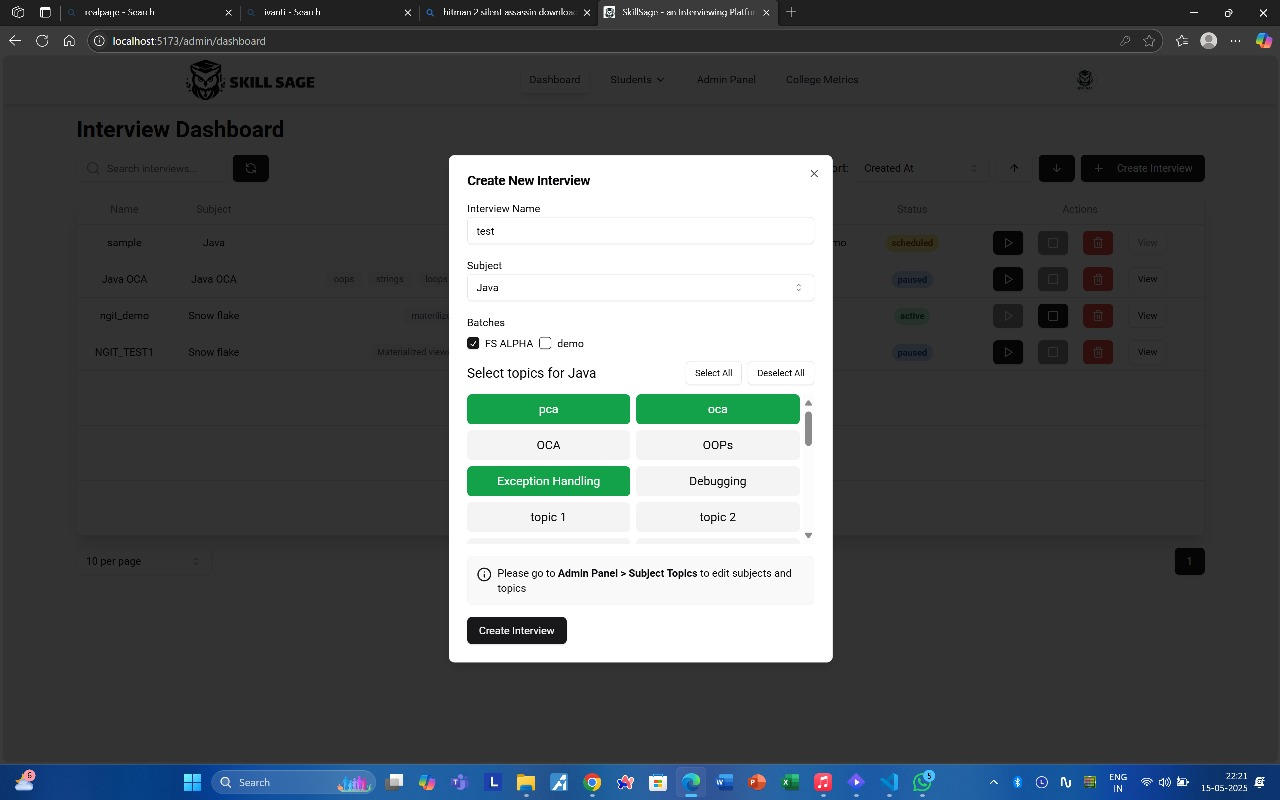 realpage - Search
ivanti - Search
hitman 2 silent assassin downloa
SkillSage - an Interviewing Platfo
localhost:5173/admin/dashboard
SKILL SAGE
Dashboard
Students
Admin Panel
College Metrics
Interview Dashboard
Search interviews...
ort:
Created At
Create Interview
Name
Subject
Status
Actions
sample
Java
mo
scheduled
View
Java OCA
Java OCA
oops
strings
loops
paused
View
ngit_demo
Snow flake
materiliz
active
View
NGIT_TEST1
Snow flake
Materialized view
paused
View
10 per page
1
Create New Interview
Interview Name
test
Subject
Java
Batches
FS ALPHA
demo
Select topics for Java
Select All
Deselect All
pca
oca
OCA
OOPs
Exception Handling
Debugging
topic 1
topic 2
Please go to Admin Panel > Subject Topics to edit subjects and
topics
Create Interview
6
Search
L
5
ENG
IN
22:21
15-05-2025